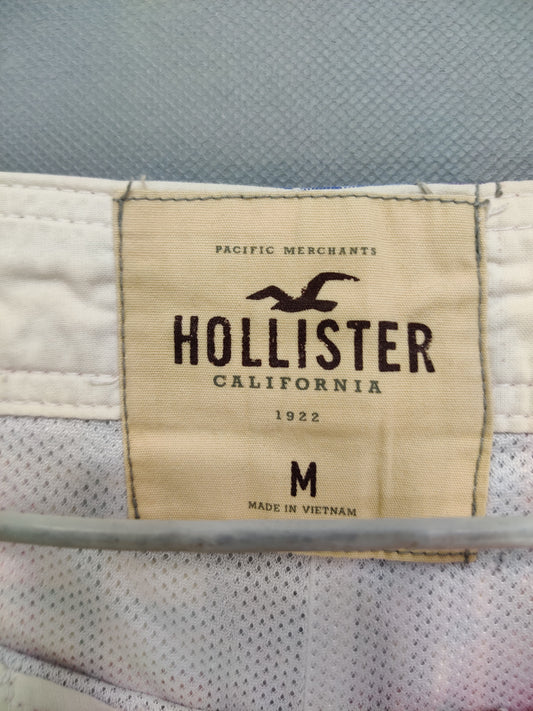 PACIFIC MERCHANTS
HOLLISTER
CALIFORNIA
1922
M
MADE IN VIETNAM